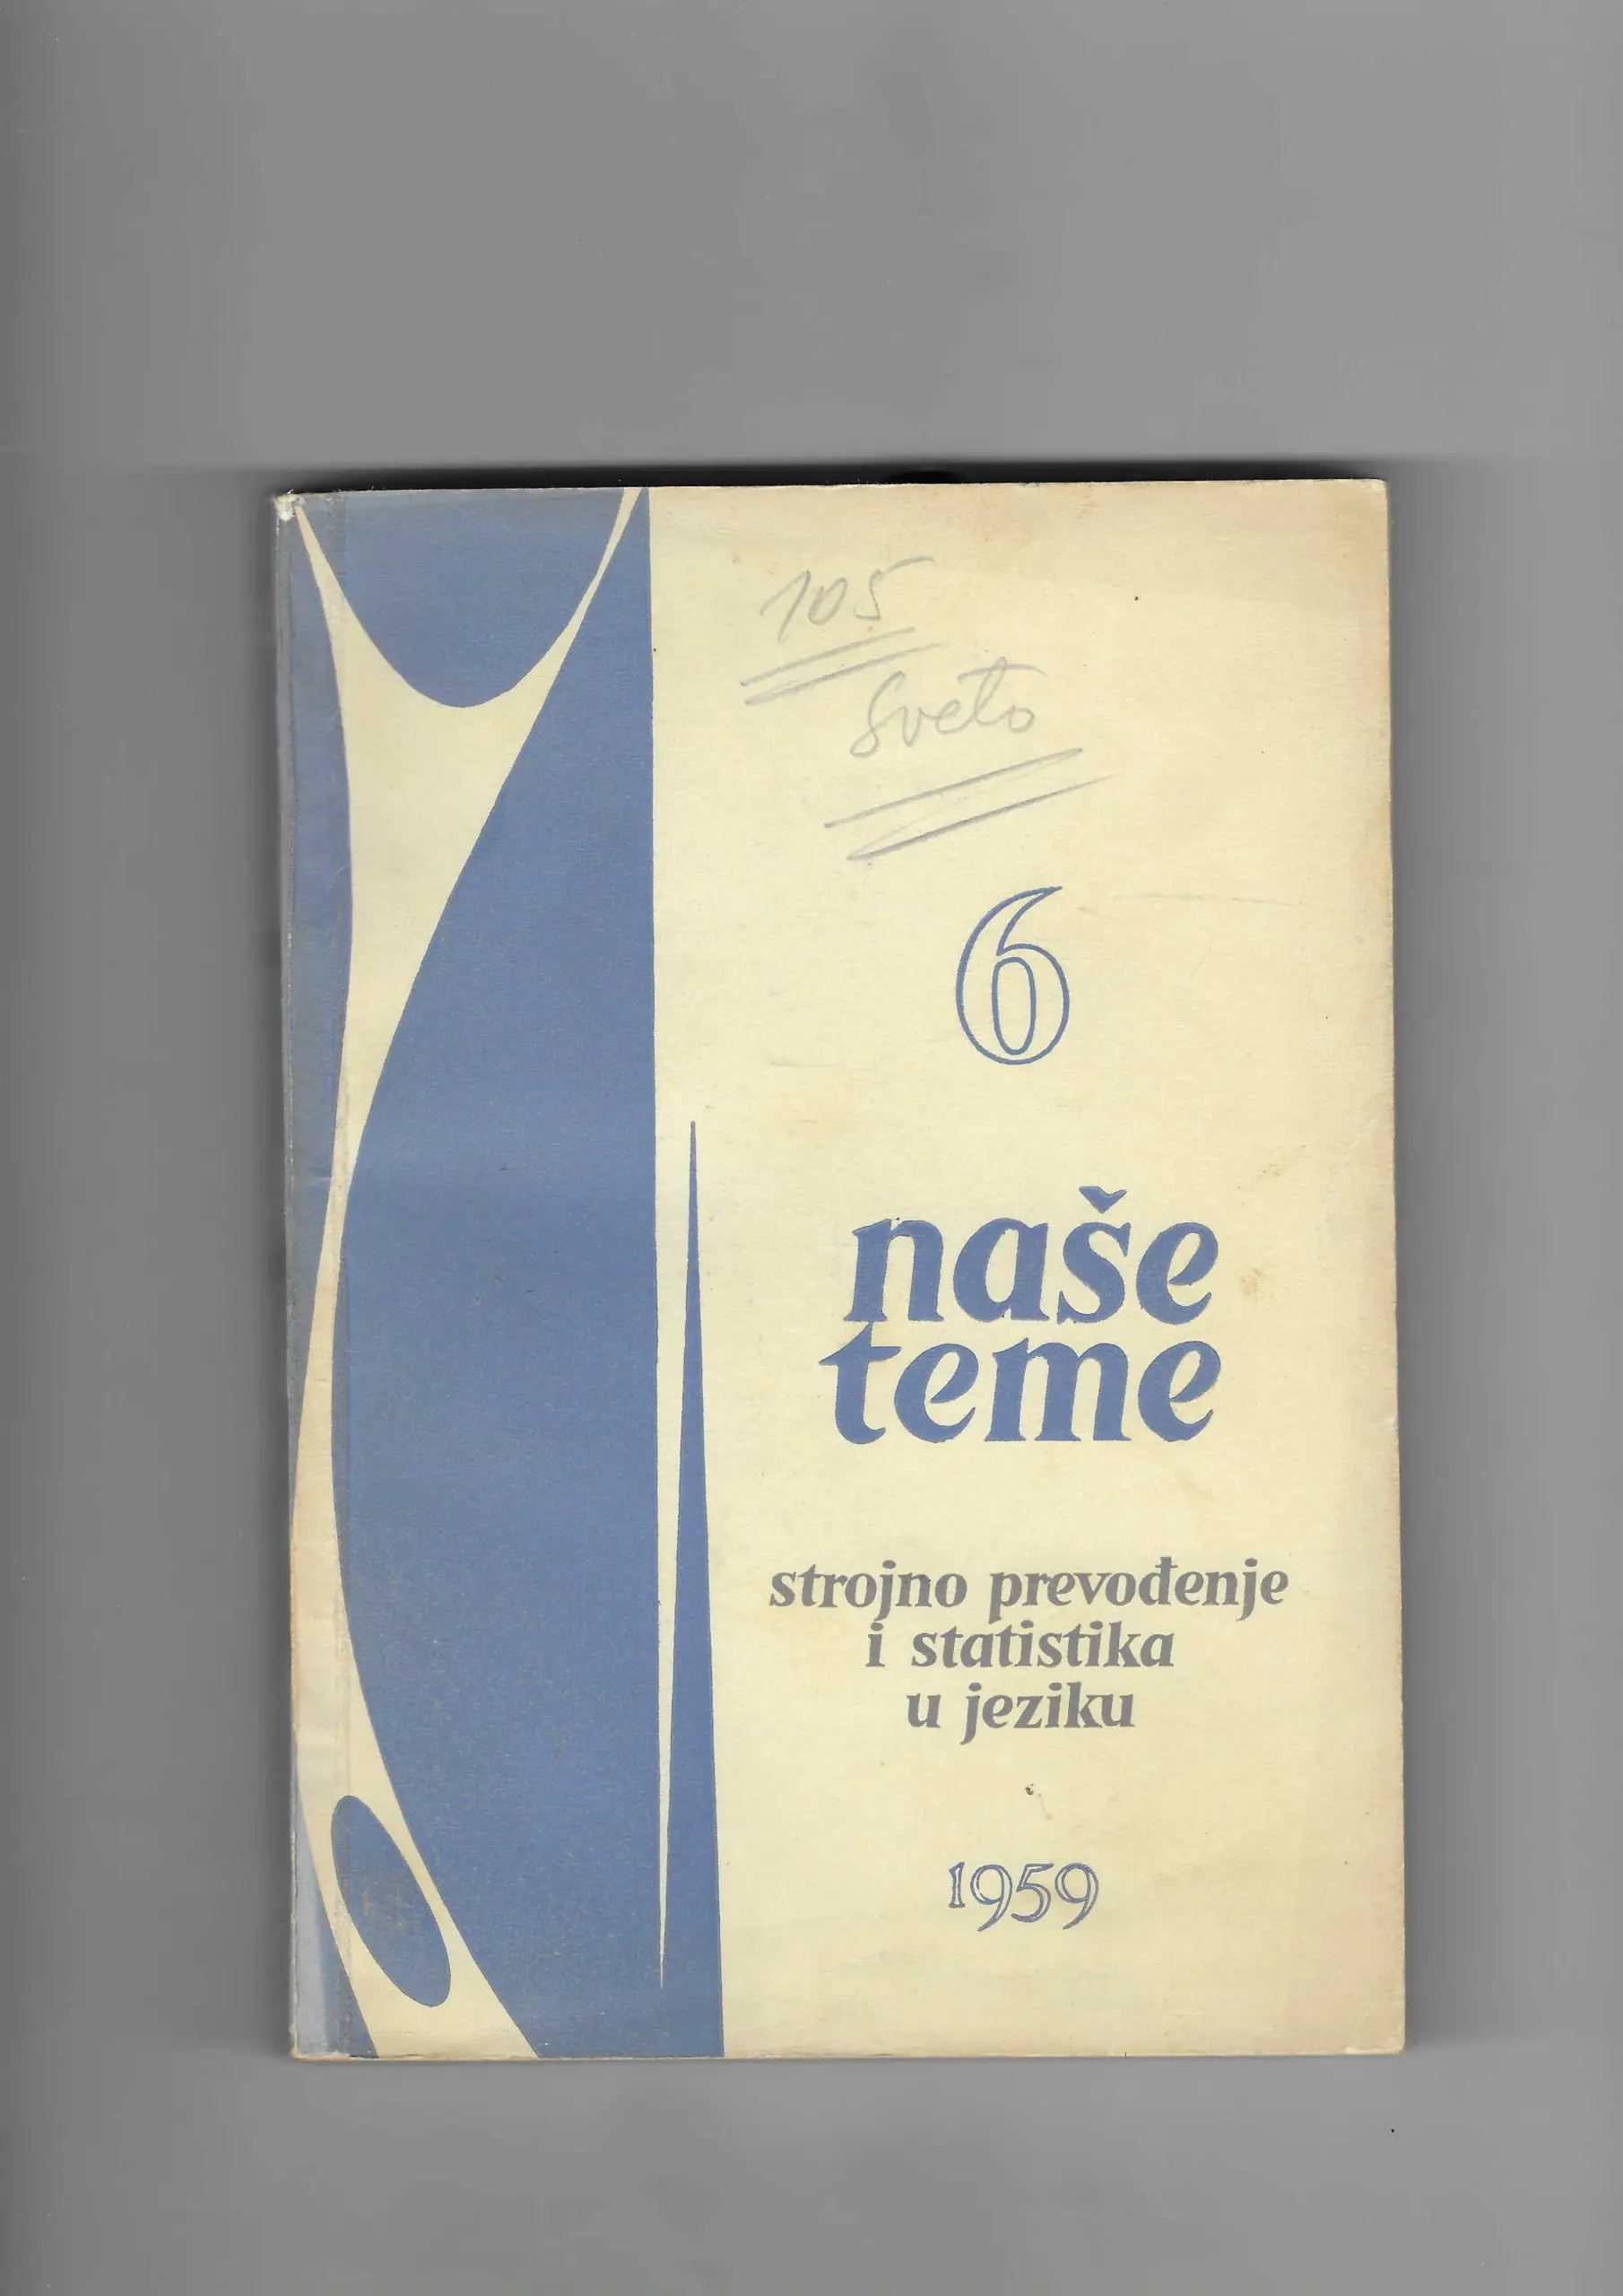 105
Sveto
6
naše
teme
strojno prevođenje
i statistika
u jeziku
1959